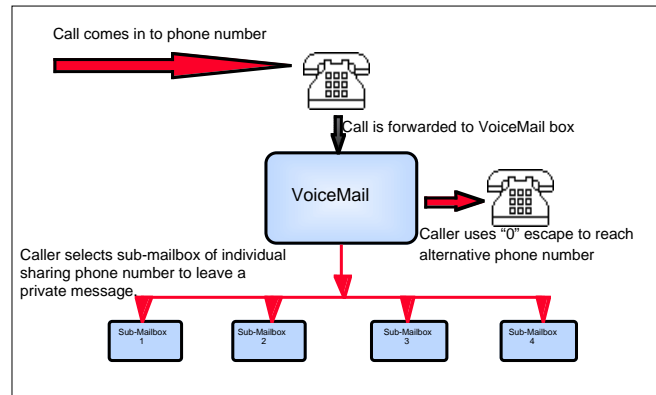 Call comes in to phone number
Call is forwarded to VoiceMail box
VoiceMail
Caller uses “0” escape to reach
alternative phone number
Caller selects sub-mailbox of individual
sharing phone number to leave a
private message.
Sub-Mailbox
1
Sub-Mailbox
2
Sub-Mailbox
3
Sub-Mailbox
4